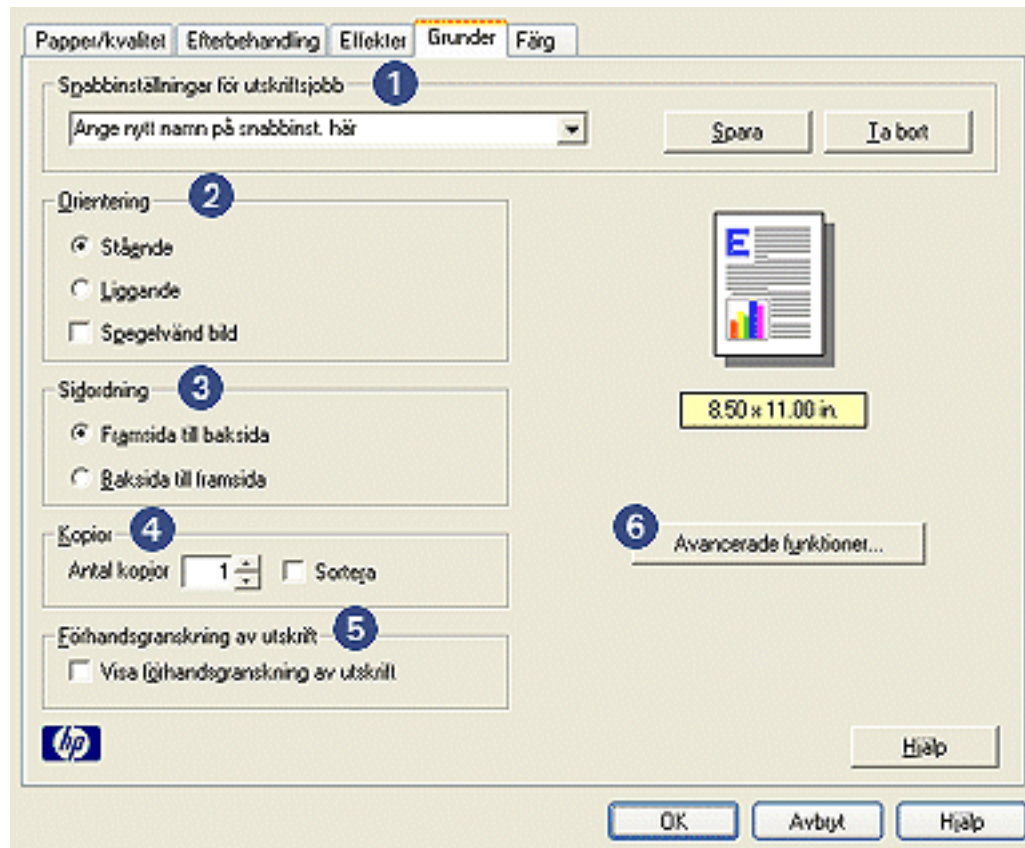 Papper/kvalitet Efterbehandling Effekter Grunder Färg
Snabbinställningar för utskriftsjobb 1
Ange nytt namn på snabbinst. här
Spara Ta bort
Orientering 2
Stående
Liggande
Spegelvänd bild
E
8.50 x 11.00 in.
Sidordning 3
Framsida till baksida
Baksida till framsida
Kopior 4
Antal kopior 1 Sortera
6 Avancerade funktioner...
Förhandsgranskning av utskrift 5
Visa förhandsgranskning av utskrift
hp
Hjälp
OK Avbryt Hjälp